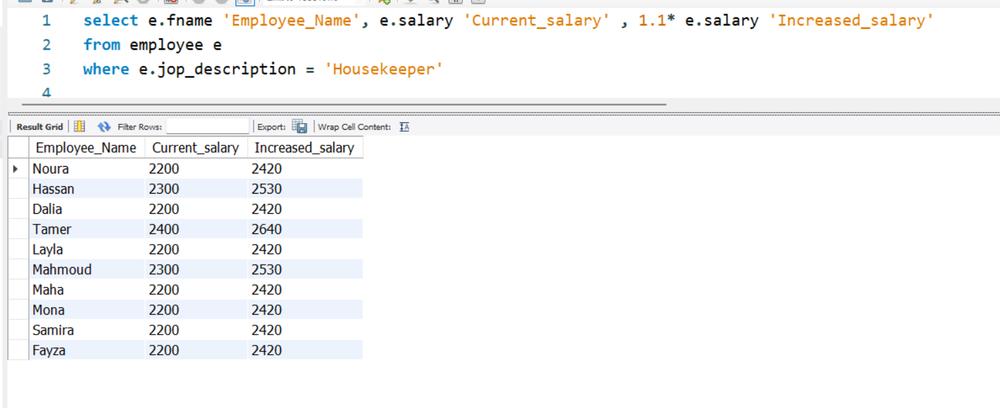 1 select e.fname 'Employee_Name', e.salary 'Current_salary' , 1.1* e.salary 'Increased_salary'
2 from employee e
3 where e.jop_description = 'Housekeeper'
4
Result Grid Filter Rows: Export: Wrap Cell Content:
Employee_Name Current_salary Increased_salary
Noura 2200 2420
Hassan 2300 2530
Dalia 2200 2420
Tamer 2400 2640
Layla 2200 2420
Mahmoud 2300 2530
Maha 2200 2420
Mona 2200 2420
Samira 2200 2420
Fayza 2200 2420